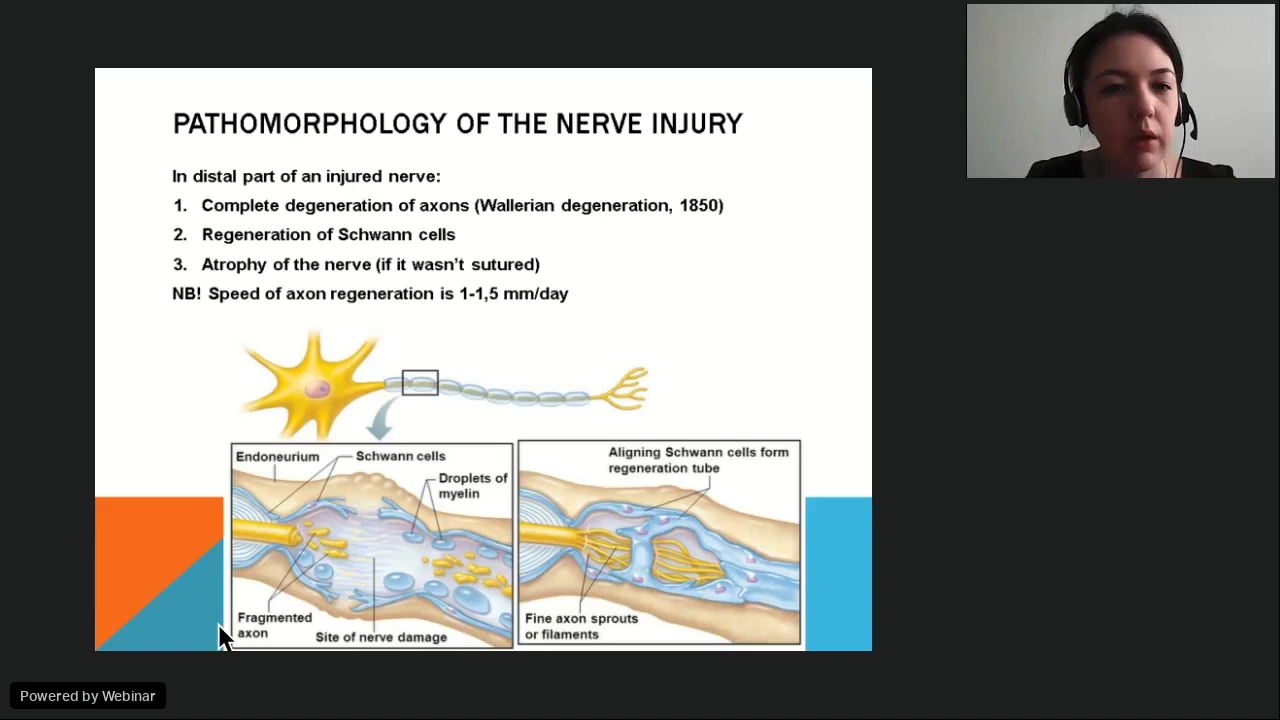 PATHOMORPHOLOGY OF THE NERVE INJURY
In distal part of an injured nerve:
1. Complete degeneration of axons (Wallerian degeneration, 1850)
2. Regeneration of Schwann cells
3. Atrophy of the nerve (if it wasn't sutured)
NB! Speed of axon regeneration is 1-1,5 mm/day
Endoneurium
Schwann cells
Droplets of
myelin
Fragmented
axon
Site of nerve damage
Aligning Schwann cells form
regeneration tube
Fine axon sprouts
or filaments
Powered by Webinar